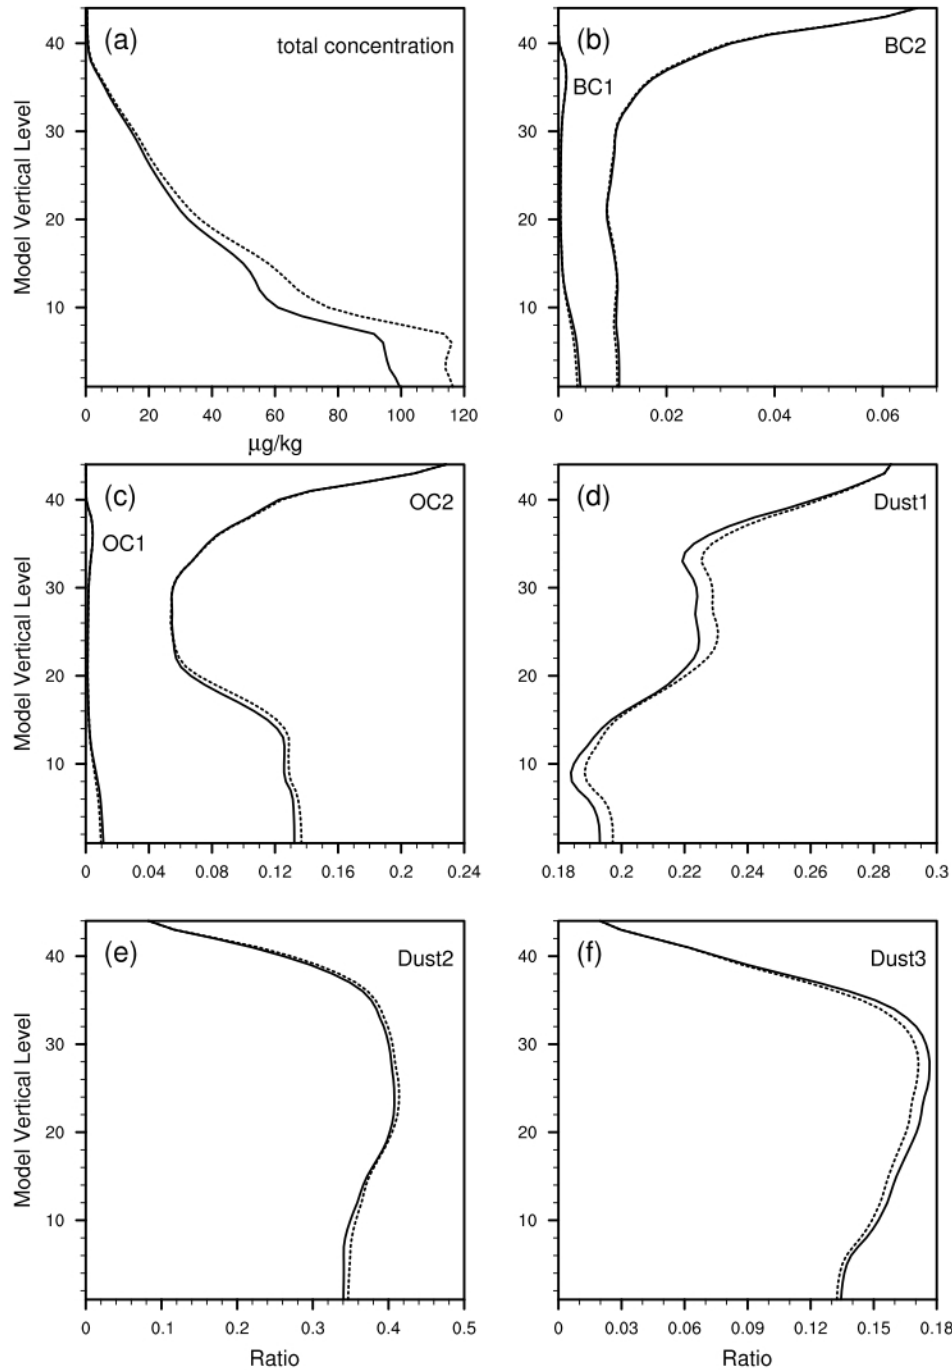 (a) total concentration
40
30
20
10
Model Vertical Level
0 20 40 60 80 100 120
μg/kg
(b) BC2
BC1
40
30
20
10
0 0.02 0.04 0.06
(c) OC2
OC1
40
30
20
10
Model Vertical Level
0 0.04 0.08 0.12 0.16 0.2 0.24
(d) Dust1
40
30
20
10
0.18 0.2 0.22 0.24 0.26 0.28 0.3
(e) Dust2
40
30
20
10
Model Vertical Level
0 0.1 0.2 0.3 0.4 0.5
Ratio
(f) Dust3
40
30
20
10
0 0.03 0.06 0.09 0.12 0.15 0.18
Ratio